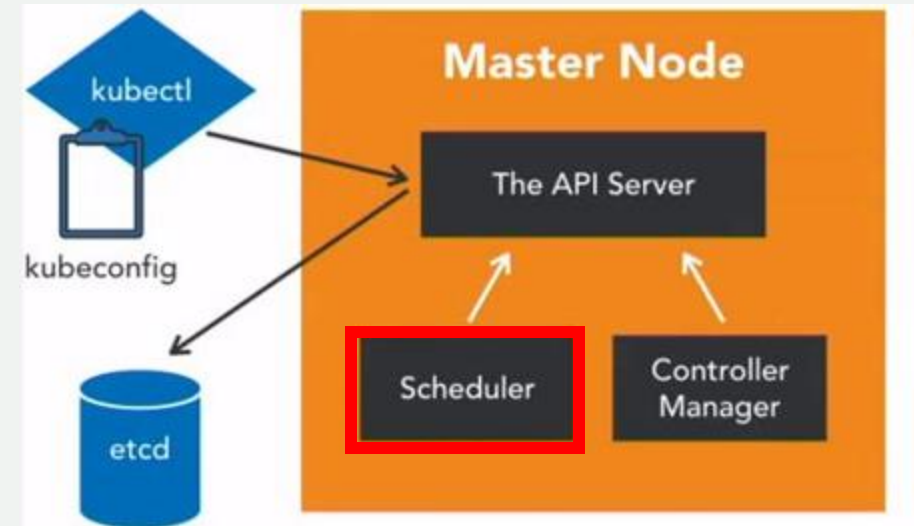 kubectl
kubeconfig
etcd
Master Node
The API Server
Scheduler
Controller
Manager